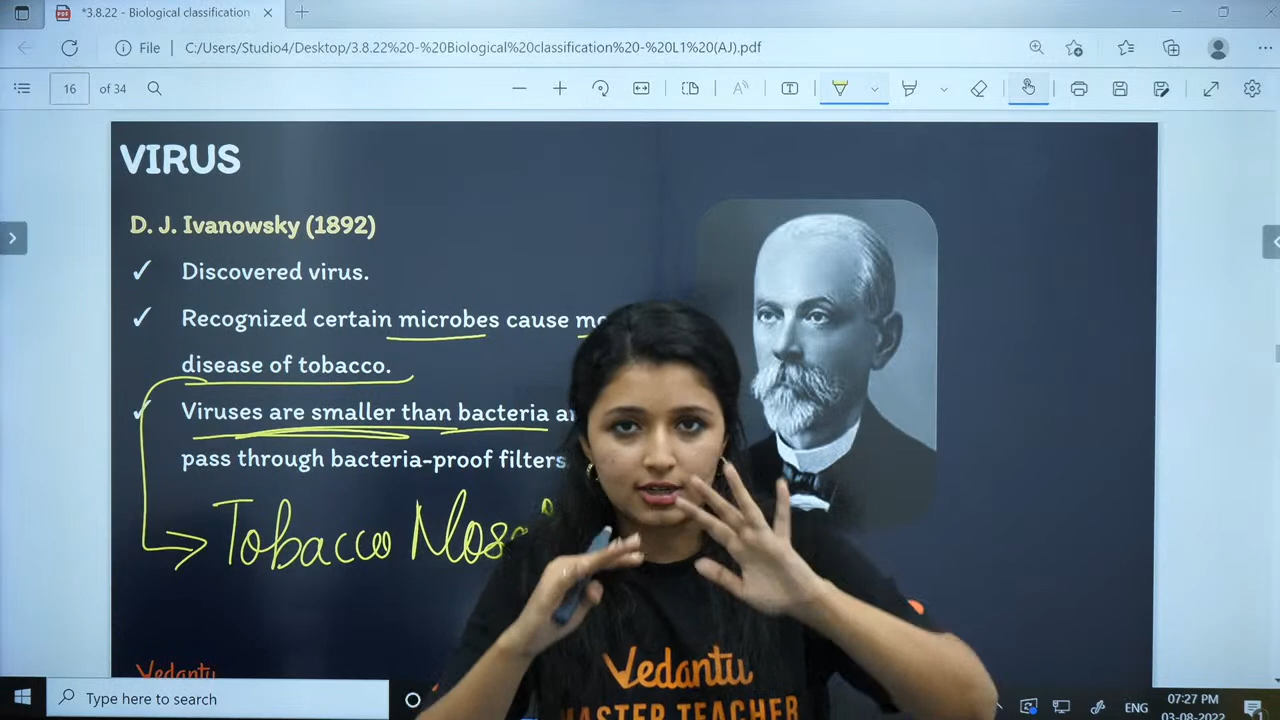 *3.8.22 - Biological classification
File
C:/Users/Studio4/Desktop/3.8.22%20-%20Biological%20classification%20-%20L1%20(AJ).pdf
16 of 34
VIRUS
D. J. Ivanowsky (1892)
✓ Discovered virus.
✓ Recognized certain microbes cause
disease of tobacco.
✓ Viruses are smaller than bacteria
pass through bacteria-proof filters
Tobacco
Vedantu
Vedantu
MASTER TEACHER
Type here to search
ENG
07:27 PM
03-08-2022